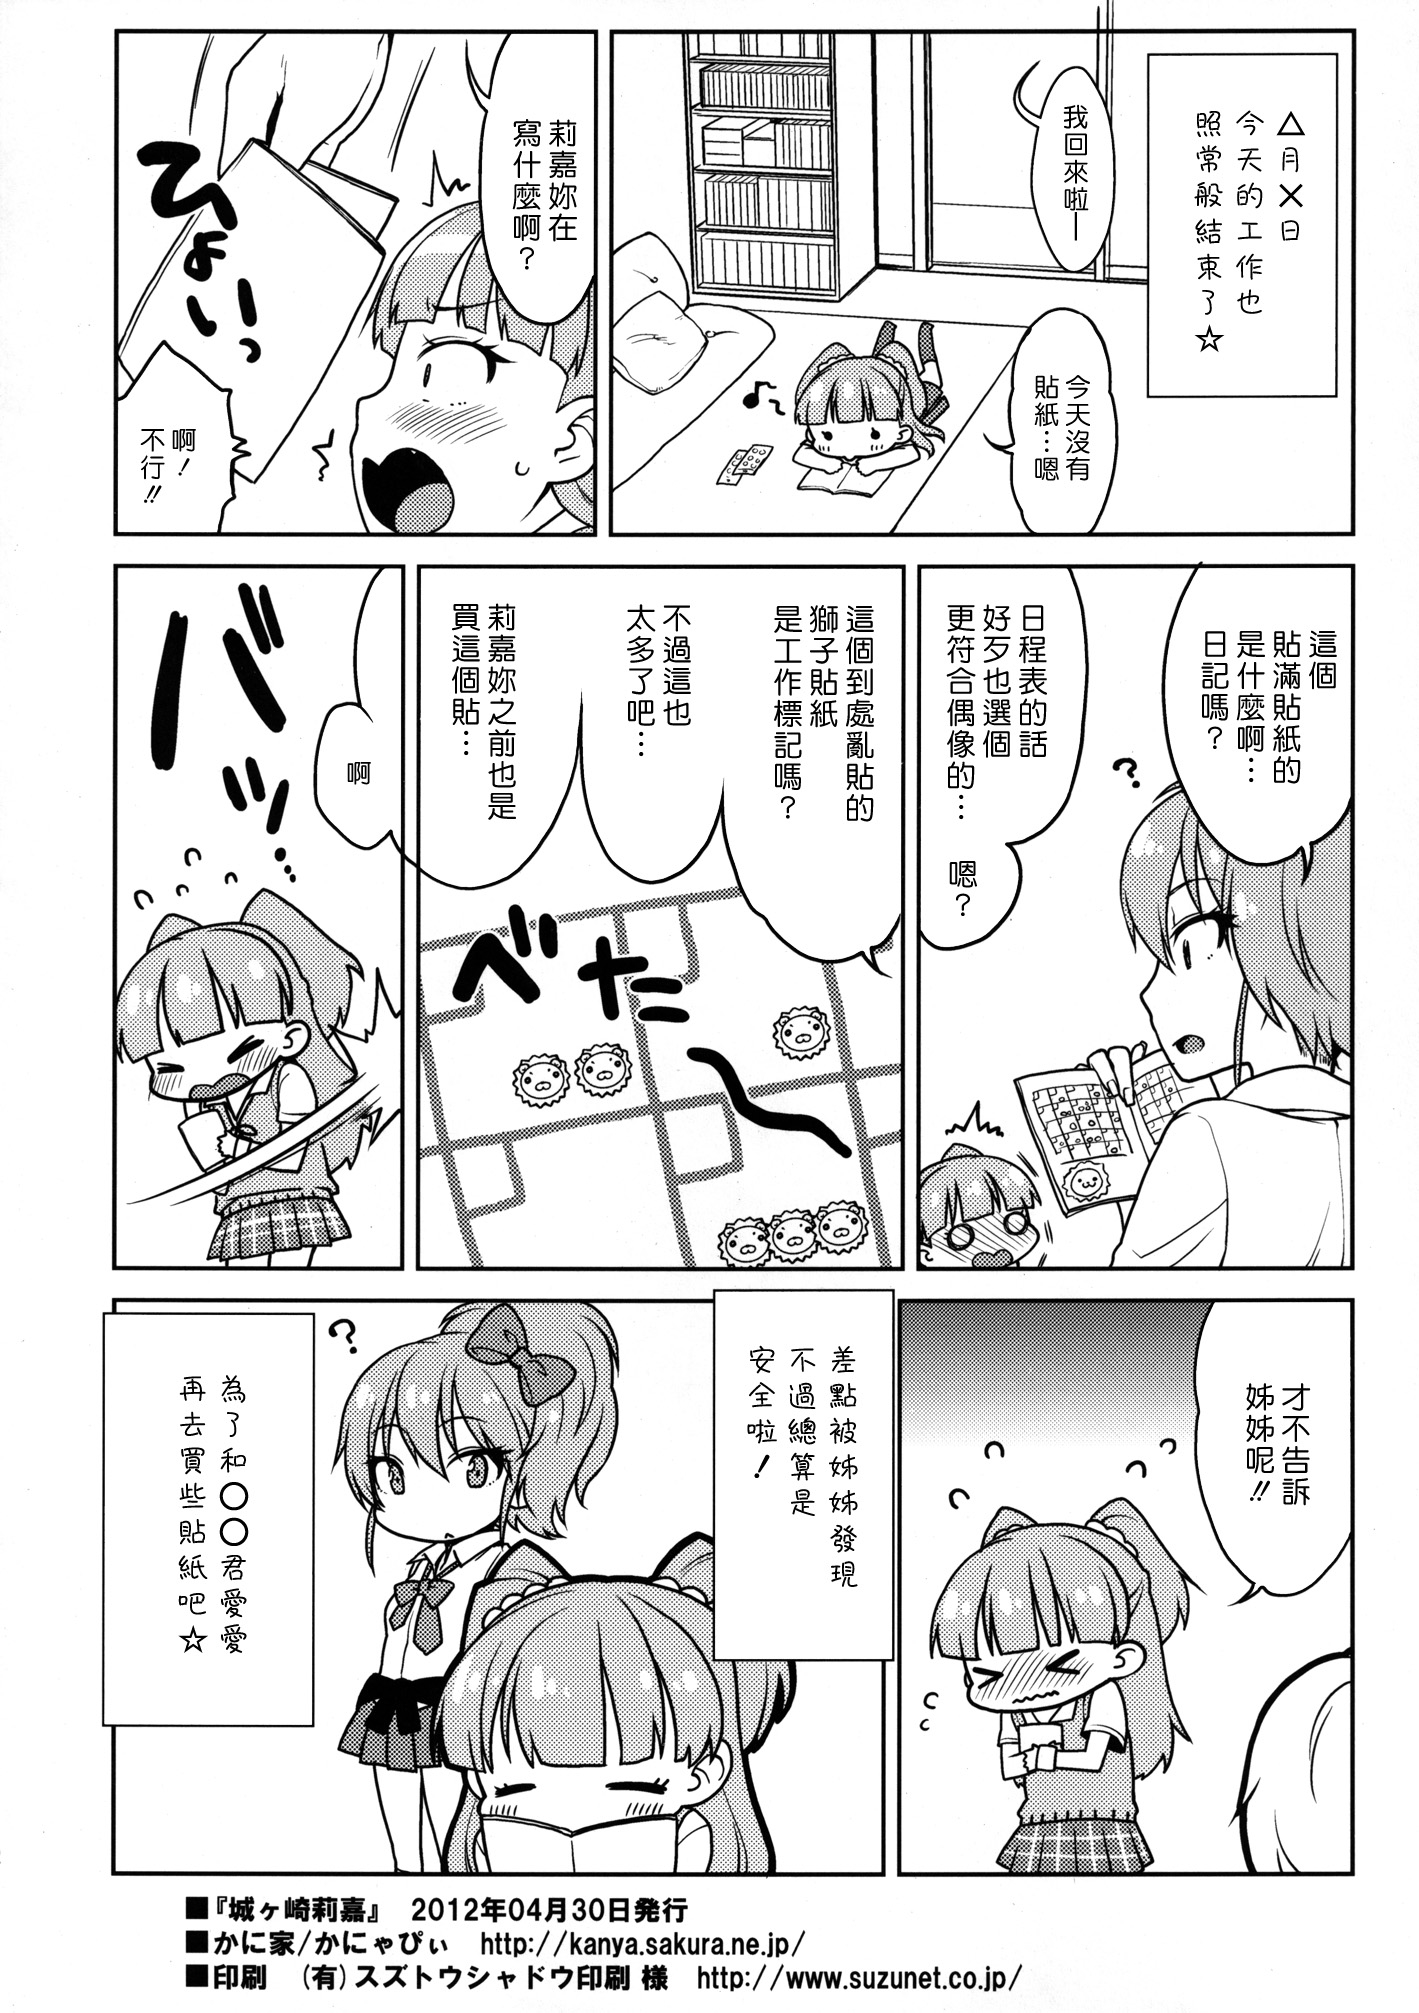 △月✕日
今天的工作也
照常般結束了☆
我回來啦ー
今天沒有
貼紙…嗯
莉嘉妳在
寫什麼啊？
ひょいっ
啊！
不行!!
這個
貼滿貼紙的
是什麼啊…
日記嗎？
日程表的話
好歹也選個
更符合偶像的…
嗯？
這個到處亂貼的
獅子貼紙
是工作標記嗎？
不過這也
太多了吧…
莉嘉妳之前也是
買這個貼…
べたー
啊
バッ
才不告訴
姊姊呢!!
差點被姊姊發現
不過總算是
安全啦！
為了和〇〇君愛愛
再去買些貼紙吧☆
■『城ヶ崎莉嘉』 2012年04月30日発行
■かに家/かにゃぴぃ http://kanya.sakura.ne.jp/
■印刷 (有)スズトウシャドウ印刷 様 http://www.suzunet.co.jp/